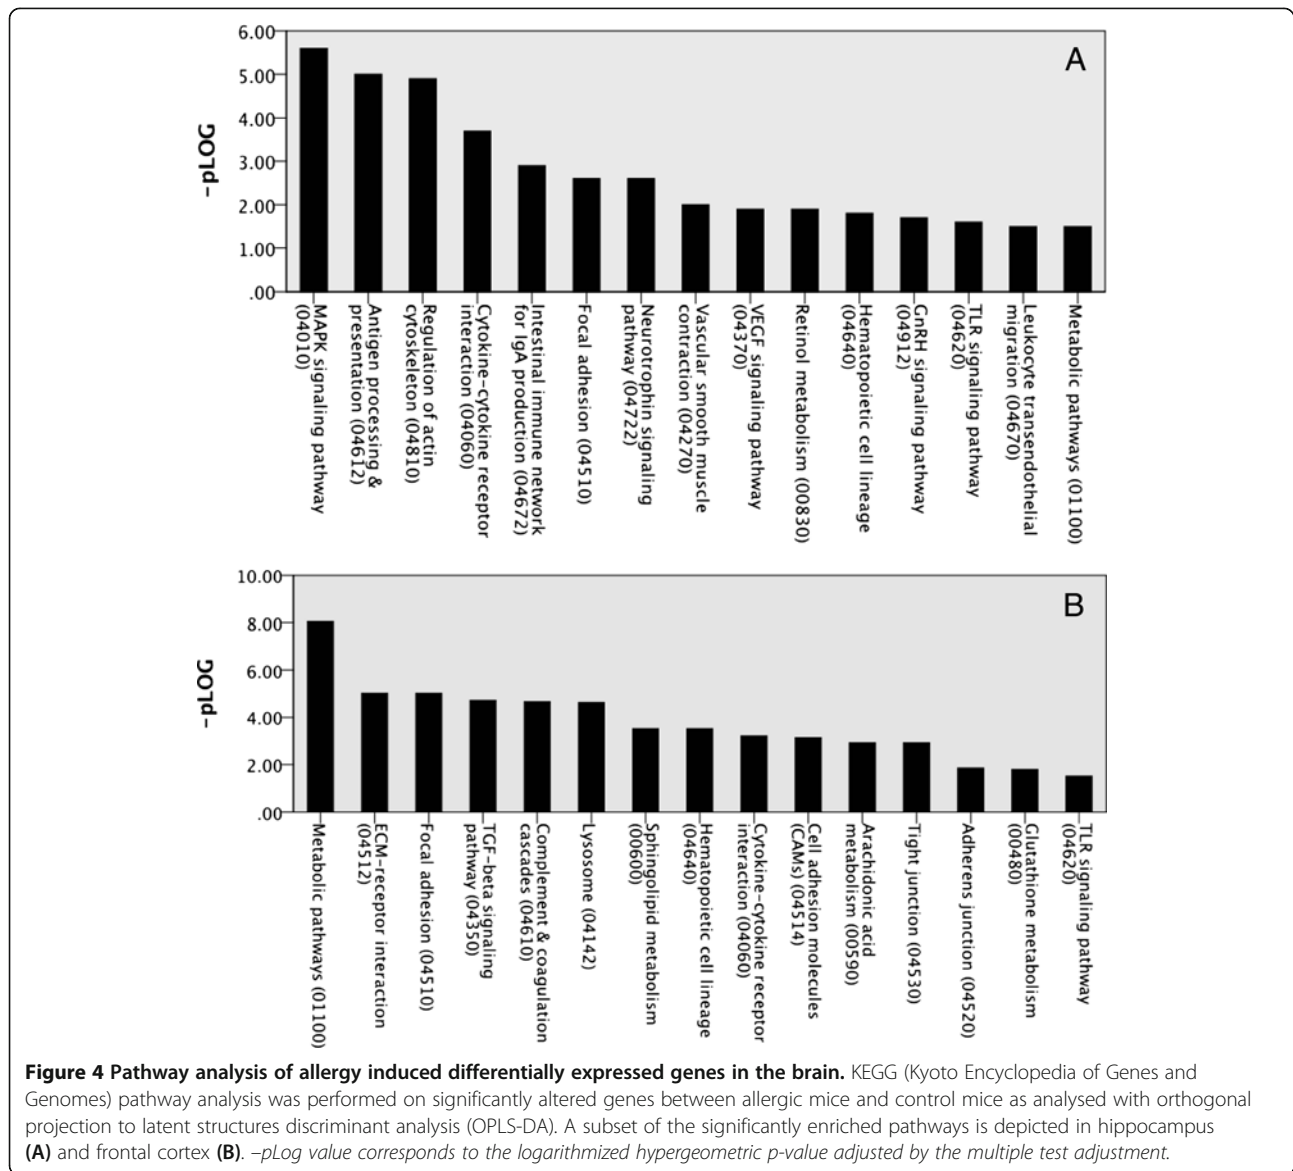 6.00
5.00
4.00
3.00
2.00
1.00
.00
-pLOG
A
MAPK signaling pathway
(04010)
Antigen processing &
presentation (04612)
Regulation of actin
cytoskeleton (04810)
Cytokine-cytokine receptor
interaction (04060)
Intestinal immune network
for IgA production (04672)
Focal adhesion (04510)
Neurotrophin signaling
pathway (04722)
Vascular smooth muscle
contraction (04270)
VEGF signaling pathway
(04370)
Retinol metabolism (00830)
Hematopoietic cell lineage
(04640)
GnRH signaling pathway
(04912)
TLR signaling pathway
(04620)
Leukocyte transendothelial
migration (04670)
Metabolic pathways (01100)
10.00
8.00
6.00
4.00
2.00
.00
-pLOG
B
Metabolic pathways (01100)
ECM-receptor interaction
(04512)
Focal adhesion (04510)
TGF-beta signaling
pathway (04350)
Complement & coagulation
cascades (04610)
Lysosome (04142)
Sphingolipid metabolism
(00600)
Hematopoietic cell lineage
(04640)
Cytokine-cytokine receptor
interaction (04060)
Cell adhesion molecules
(CAMs) (04514)
Arachidonic acid
metabolism (00590)
Tight junction (04530)
Adherens junction (04520)
Glutathione metabolism
(00480)
TLR signaling pathway
(04620)
Figure 4 Pathway analysis of allergy induced differentially expressed genes in the brain. KEGG (Kyoto Encyclopedia of Genes and
Genomes) pathway analysis was performed on significantly altered genes between allergic mice and control mice as analysed with orthogonal
projection to latent structures discriminant analysis (OPLS-DA). A subset of the significantly enriched pathways is depicted in hippocampus
(A) and frontal cortex (B). –pLog value corresponds to the logarithmized hypergeometric p-value adjusted by the multiple test adjustment.